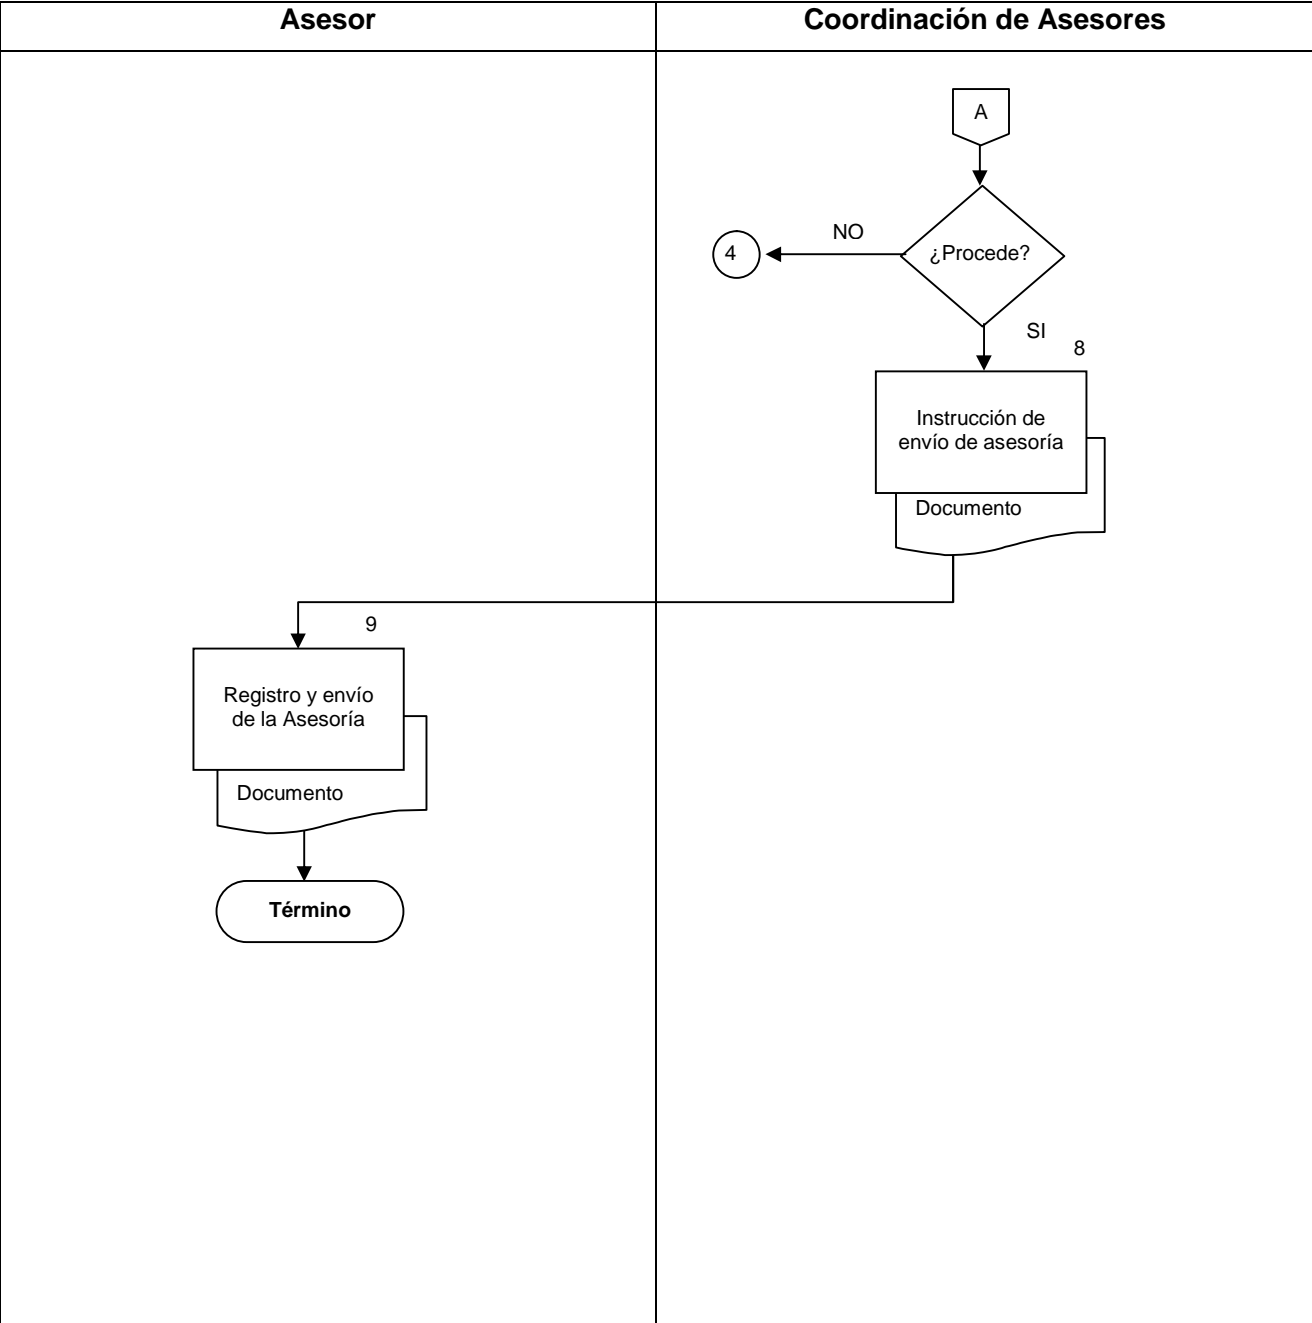 Asesor
Coordinación de Asesores
A
¿Procede?
NO
4
SI
8
Instrucción de
envío de asesoría
Documento
9
Registro y envío
de la Asesoría
Documento
Término